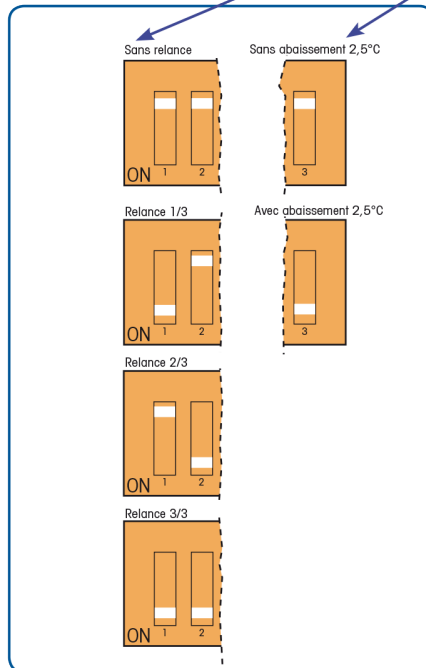 Sans relance
Sans abaissement 2,5°C
ON 1 2
3
Relance 1/3
Avec abaissement 2,5°C
ON 1 2
3
Relance 2/3
ON 1 2
Relance 3/3
ON 1 2